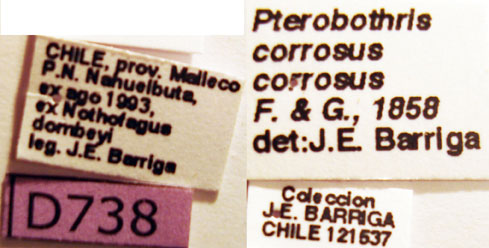 CHILE, prov. Malleco
P.N. Nahuelbuta,
ex ago 1993,
ex Nothofagus
dombeyi
leg. J.E. Barriga
D738
Pterobothris
corrosus
corrosus
F. & G., 1858
det:J.E. Barriga
Coleccion
J.E. BARRIGA
CHILE 121537